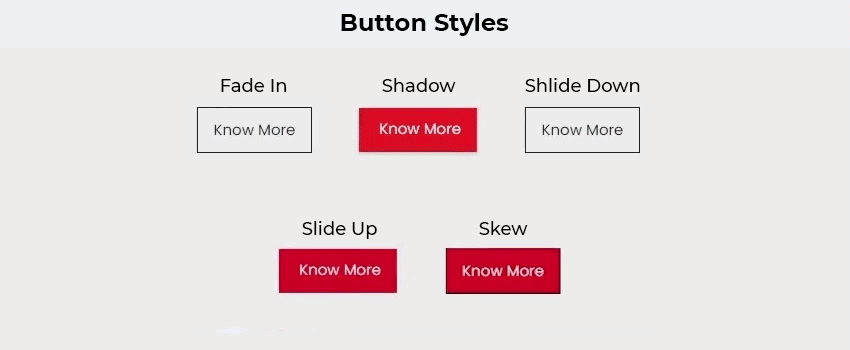 Button Styles
Fade In
Shadow
Shlide Down
Know More
Know More
Know More
Slide Up
Skew
Know More
Know More